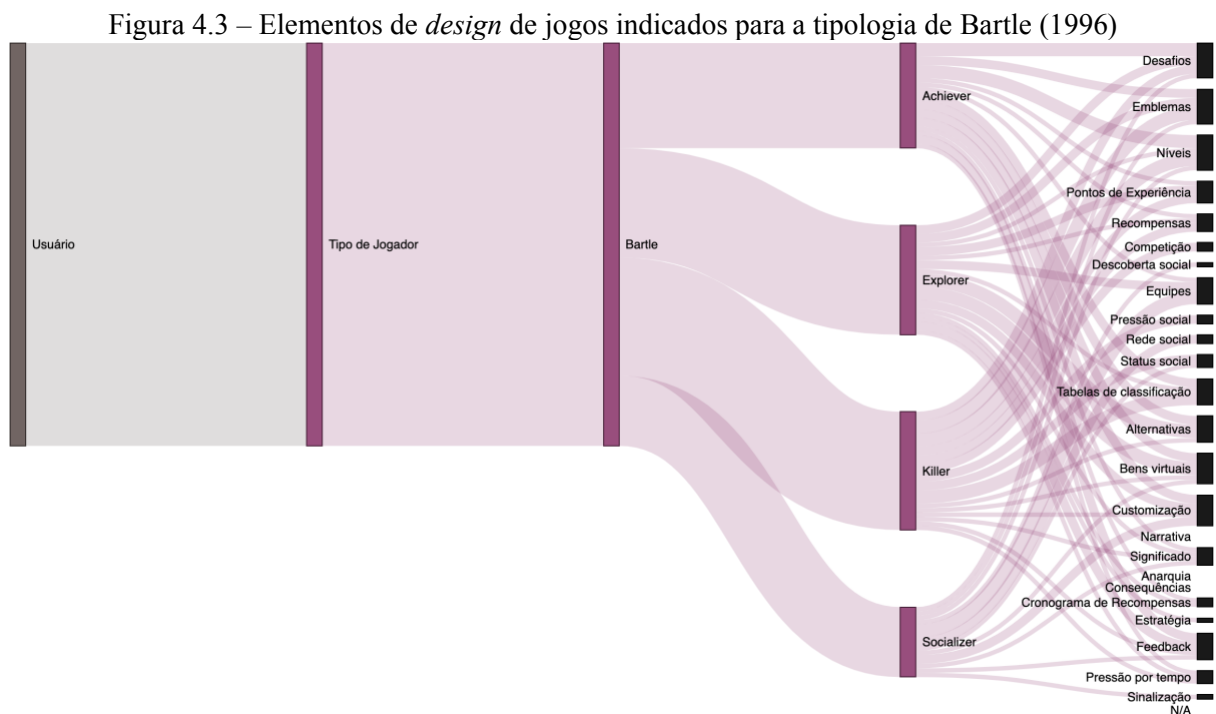 Figura 4.3 – Elementos de design de jogos indicados para a tipologia de Bartle (1996)
Usuário
Tipo de Jogador
Bartle
Achiever
Explorer
Killer
Socializer
Desafios
Emblemas
Níveis
Pontos de Experiência
Recompensas
Competição
Descoberta social
Equipes
Pressão social
Rede social
Status social
Tabelas de classificação
Alternativas
Bens virtuais
Customização
Narrativa
Significado
Anarquia
Consequências
Cronograma de Recompensas
Estratégia
Feedback
Pressão por tempo
Sinalização
N/A